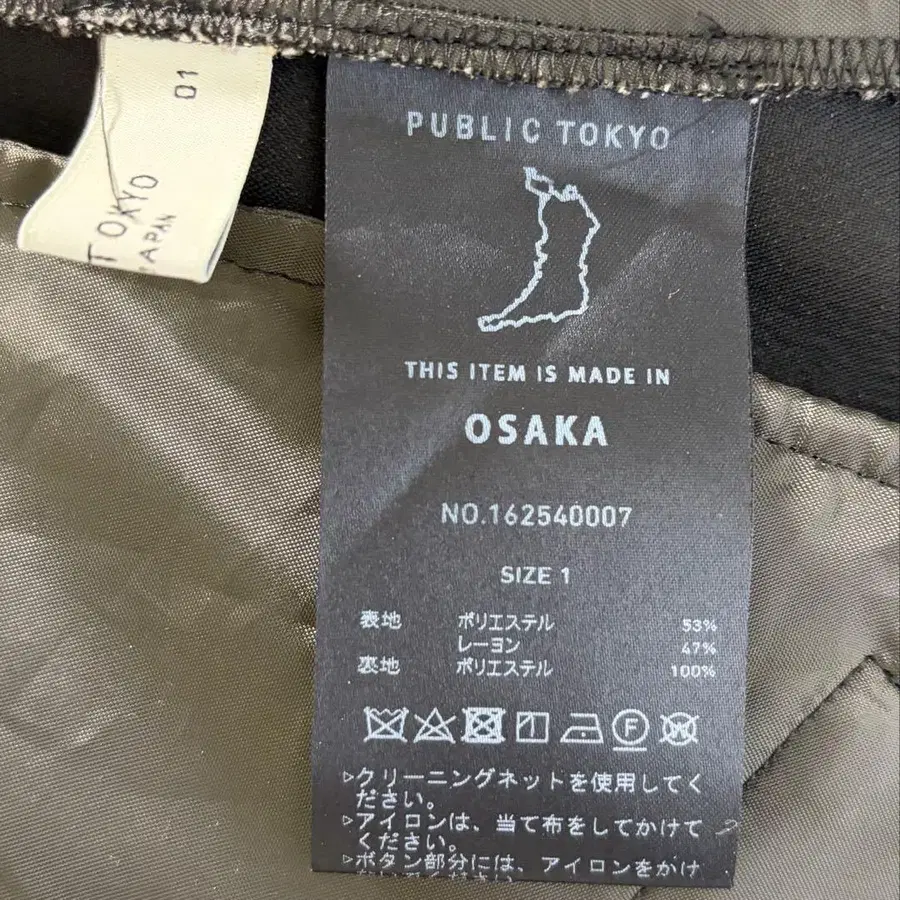 01
TOKYO
JAPAN
PUBLIC TOKYO
THIS ITEM IS MADE IN
OSAKA
NO.162540007
SIZE 1
表地 ポリエステル 53%
レーヨン 47%
裏地 ポリエステル 100%
F
W
▷クリーニングネットを使用してく
ださい。
▷アイロンは、当て布をしてかけて
ください。
▷ボタン部分には、アイロンをかけ